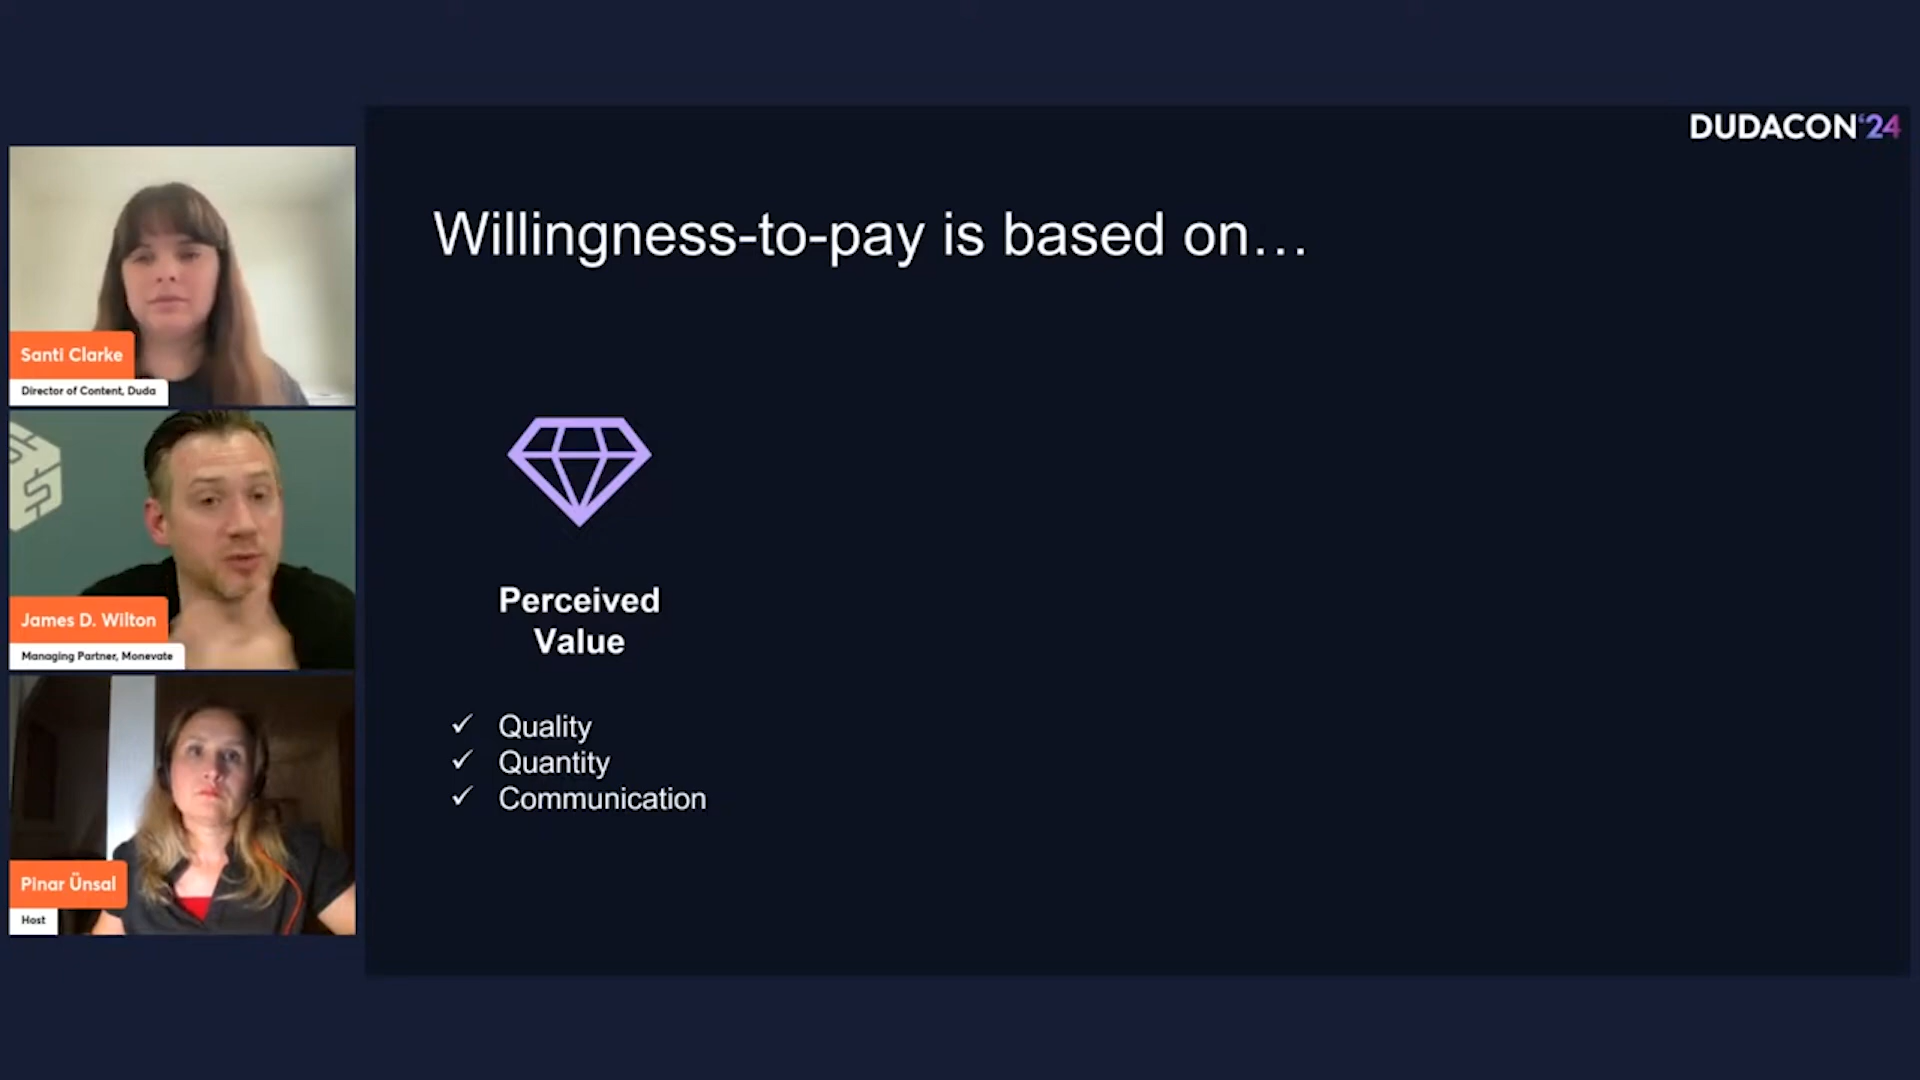 DUDACON'24
Willingness-to-pay is based on…
Perceived
Value
✓ Quality
✓ Quantity
✓ Communication
Santi Clarke
Director of Content, Duda
James D. Wilton
Managing Partner, Monevate
Pinar Ünsal
Host